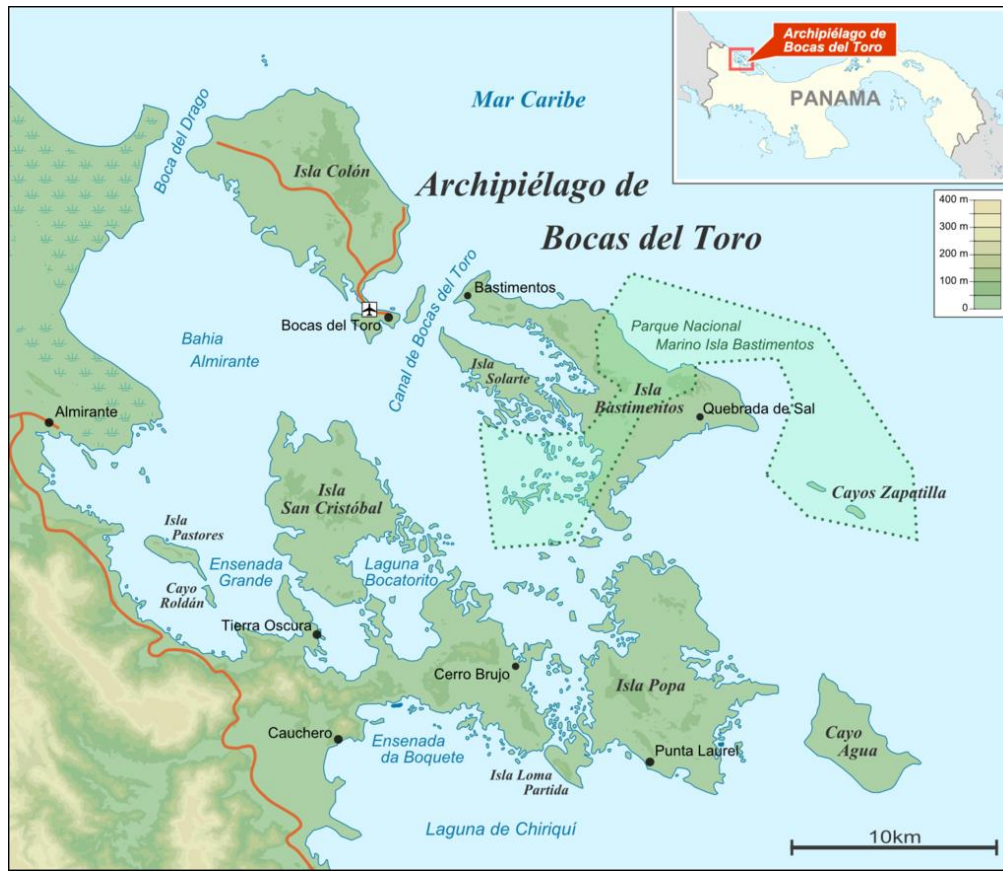 Archipiélago de
Bocas del Toro
PANAMA
Mar Caribe
Boca del Drago
Isla Colón
Archipiélago de
Bocas del Toro
400 m
300 m
200 m
100 m
0
Canal de Bocas del Toro
Bastimentos
Bocas del Toro
Parque Nacional
Marino Isla Bastimentos
Bahia
Almirante
Isla
Solarte
Isla
Bastimentos
Quebrada de Sal
Almirante
Isla
San Cristóbal
Cayos Zapatilla
Isla
Pastores
Ensenada
Grande
Laguna
Bocatorito
Cayo
Roldán
Tierra Oscura
Cerro Brujo
Isla Popa
Cauchero
Ensenada
da Boquete
Punta Laurel
Cayo
Agua
Isla Loma
Partida
Laguna de Chiriquí
10km